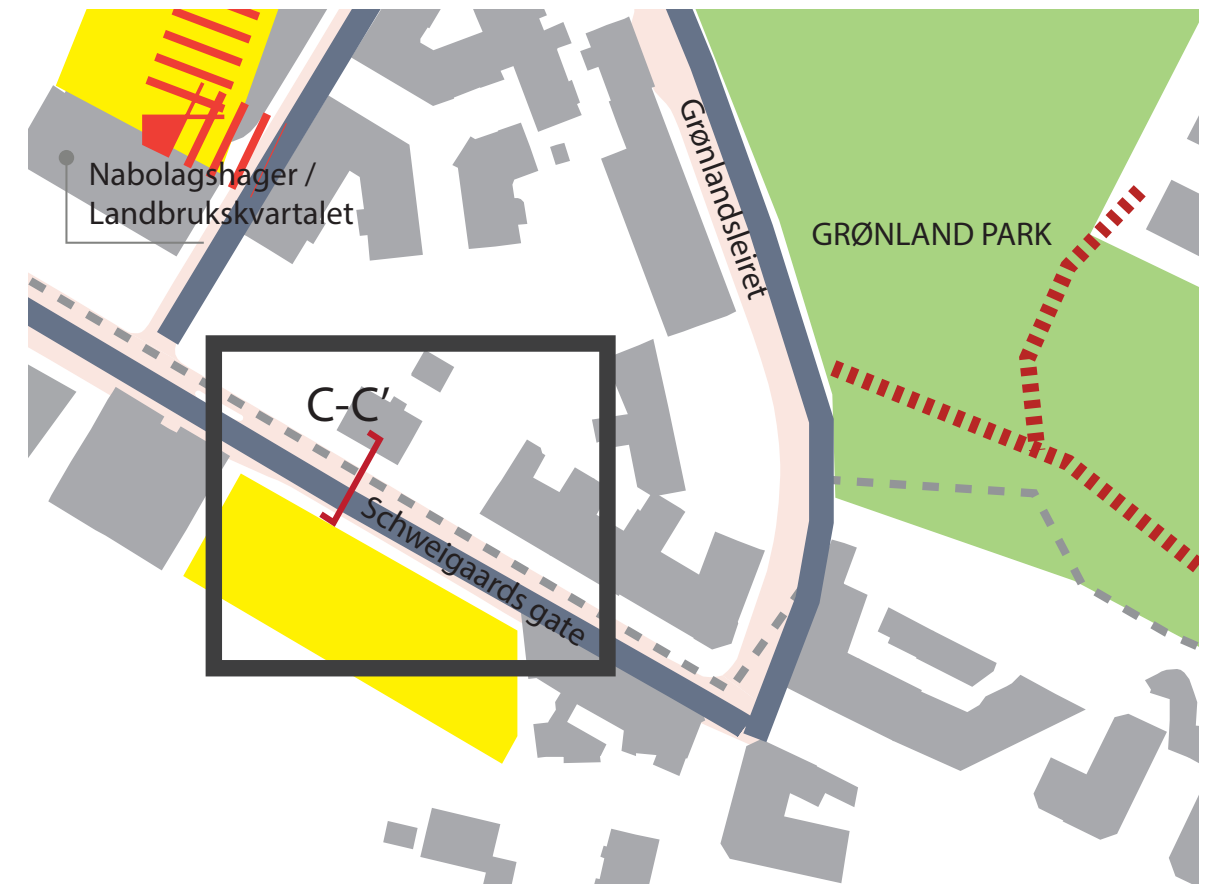 Nabolagshager /
Landbrukskvartalet
Grønlandsleiret
GRØNLAND PARK
C-C'
Schweigaards gate